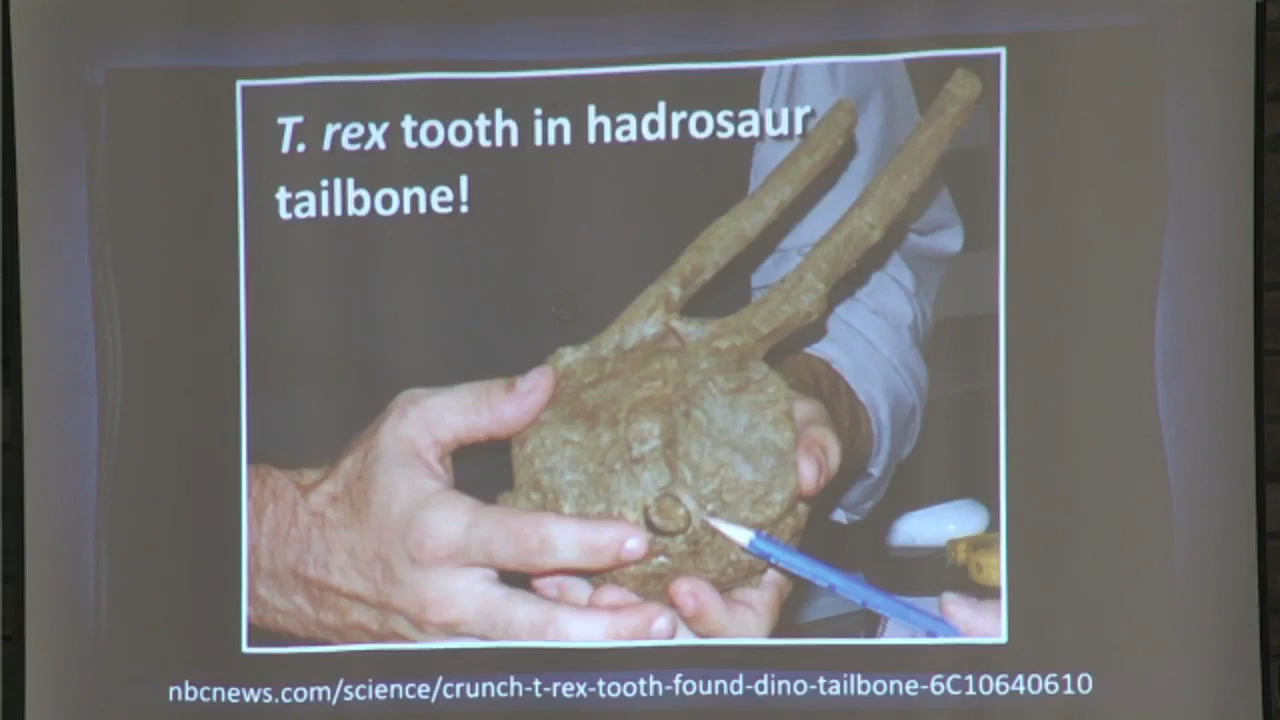 T. rex tooth in hadrosaur
tailbone!
nbcnews.com/science/crunch-t-rex-tooth-found-dino-tailbone-6C10640610